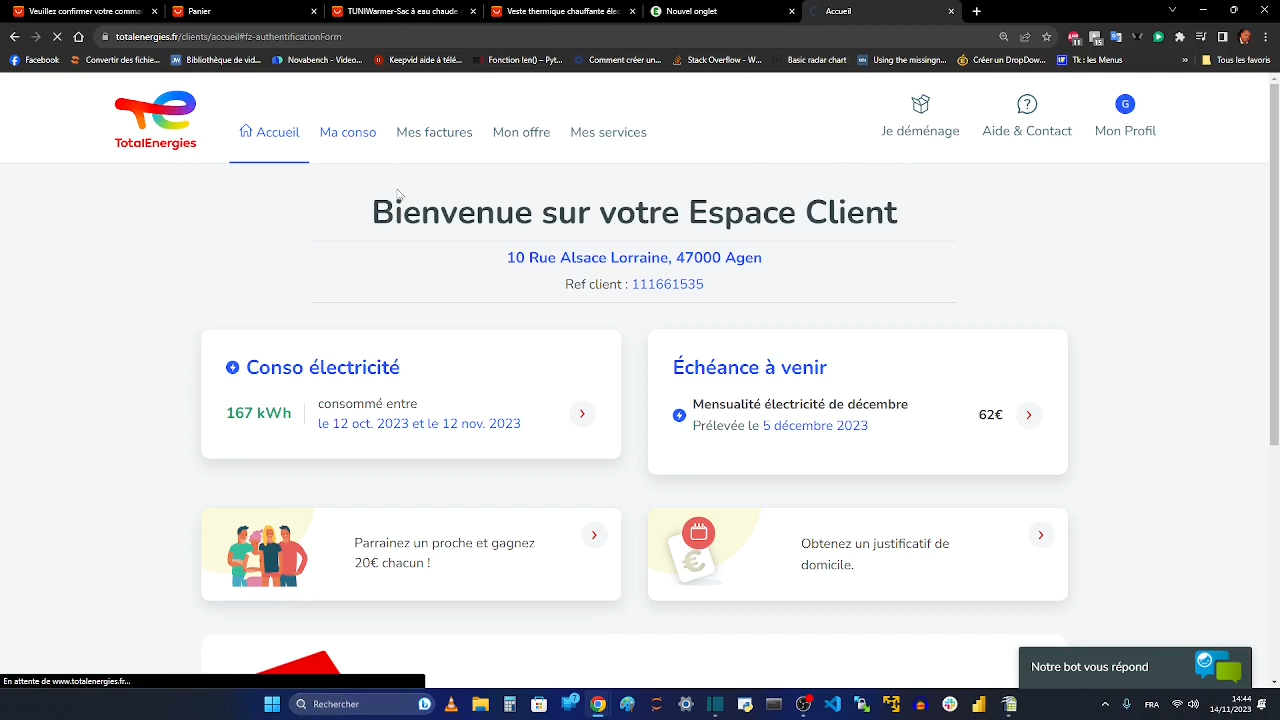 Veuillez confirmer votre comman
Panier
TUNIWarmer-Sac à eau chaude
Veste thermique chauffante élec
Nouvel onglet
Accueil
totalenergies.fr/clients/accueil#fz-authentificationForm
Facebook
Convertir des fichie...
Bibliothèque de vid...
Novabench - Video...
Keepvid aide à télé...
Fonction len() – Pyt...
Comment créer un...
Stack Overflow - W...
Basic radar chart
Using the missingn...
Créer un DropDow...
Tk : les Menus
»
Tous les favoris
TotalEnergies
Accueil
Ma conso
Mes factures
Mon offre
Mes services
Je déménage
Aide & Contact
G
Mon Profil
Bienvenue sur votre Espace Client
10 Rue Alsace Lorraine, 47000 Agen
Ref client : 111661535
Conso électricité
167 kWh
consommé entre
le 12 oct. 2023 et le 12 nov. 2023
Échéance à venir
Mensualité électricité de décembre
Prélevée le 5 décembre 2023
62€
Parrainez un proche et gagnez
20€ chacun !
Obtenez un justificatif de
domicile.
Notre bot vous répond
En attente de www.totalenergies.fr...
Rechercher
FRA
14:44
14/11/2023